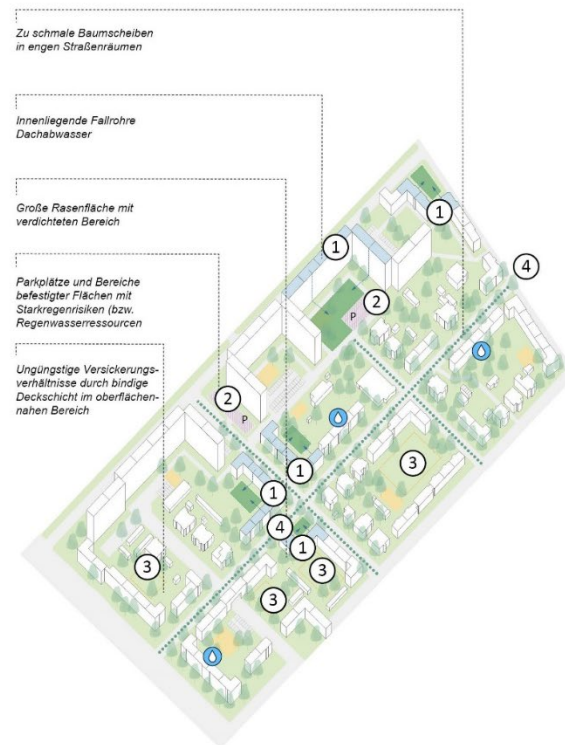 Zu schmale Baumscheiben
in engen Straßenräumen
Innenliegende Fallrohre
Dachabwasser
Große Rasenfläche mit
verdichteten Bereich
Parkplätze und Bereiche
befestigter Flächen mit
Starkregenrisiken (bzw.
Regenwasserressourcen
Ungüngstige Versickerungs-
verhältnisse durch bindige
Deckschicht im oberflächen-
nahen Bereich
1
4
1
2
P
2
P
3
1
1
4
1
3
3
3